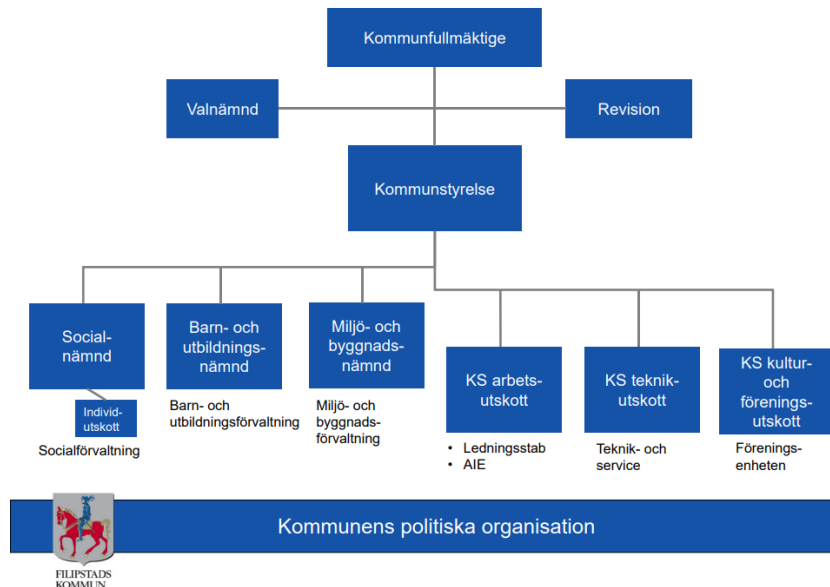 Kommunfullmäktige
Valnämnd
Revision
Kommunstyrelse
Social-
nämnd
Barn- och
utbildnings-
nämnd
Miljö- och
byggnads-
nämnd
KS arbets-
utskott
KS teknik-
utskott
KS kultur-
och
förenings-
utskott
Individ-
utskott
Socialförvaltning
Barn- och
utbildningsförvaltning
Miljö- och
byggnads-
förvaltning
• Ledningsstab
• AIE
Teknik- och
service
Förenings-
enheten
Kommunens politiska organisation
FILIPSTADS
KOMMUN